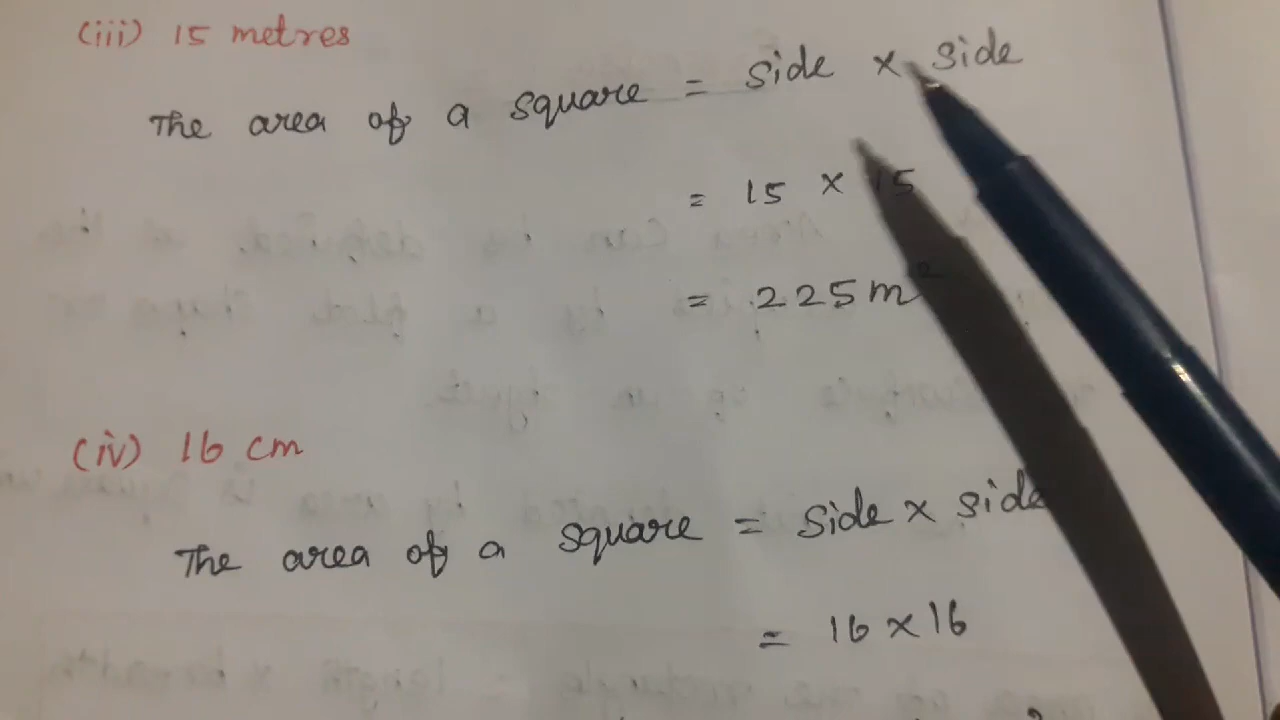 (iii) 15 metres
The area of a square = side × side
= 15 × 15
= 225 m²
(iv) 16 cm
The area of a square = side × side
= 16 × 16